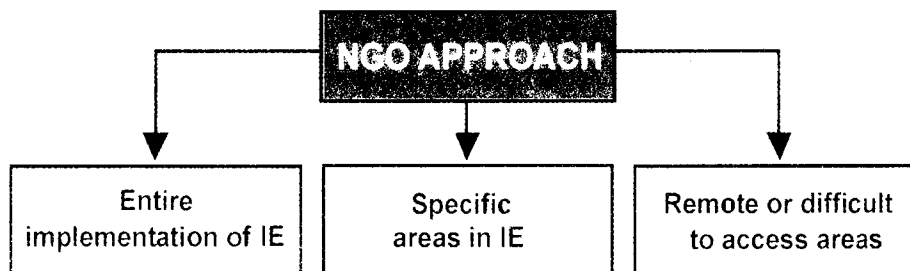 NGO APPROACH
Entire
implementation of IE
Specific
areas in IE
Remote or difficult
to access areas